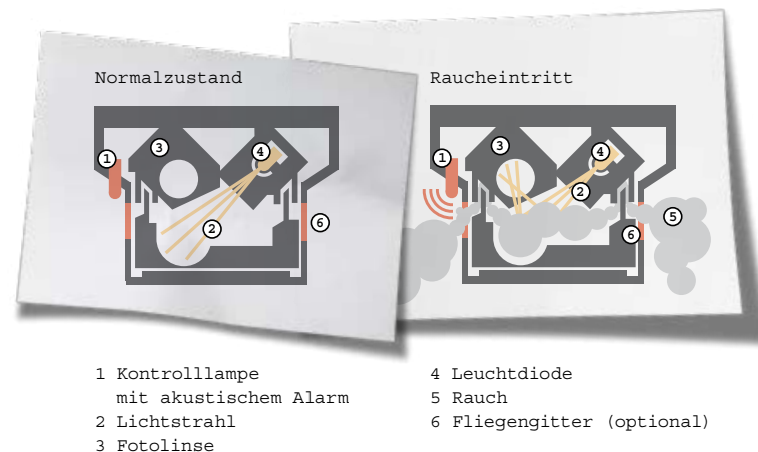 Normalzustand
1
3
4
2
6
Raucheintritt
1
3
4
2
5
6
1 Kontrolllampe
mit akustischem Alarm
2 Lichtstrahl
3 Fotolinse
4 Leuchtdiode
5 Rauch
6 Fliegengitter (optional)